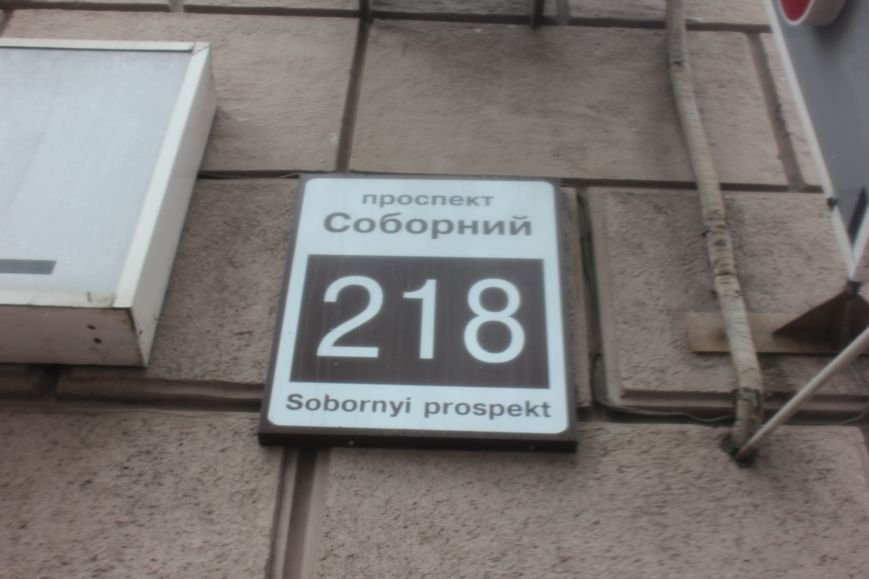 проспект
Соборний
218
Sobornyi prospekt